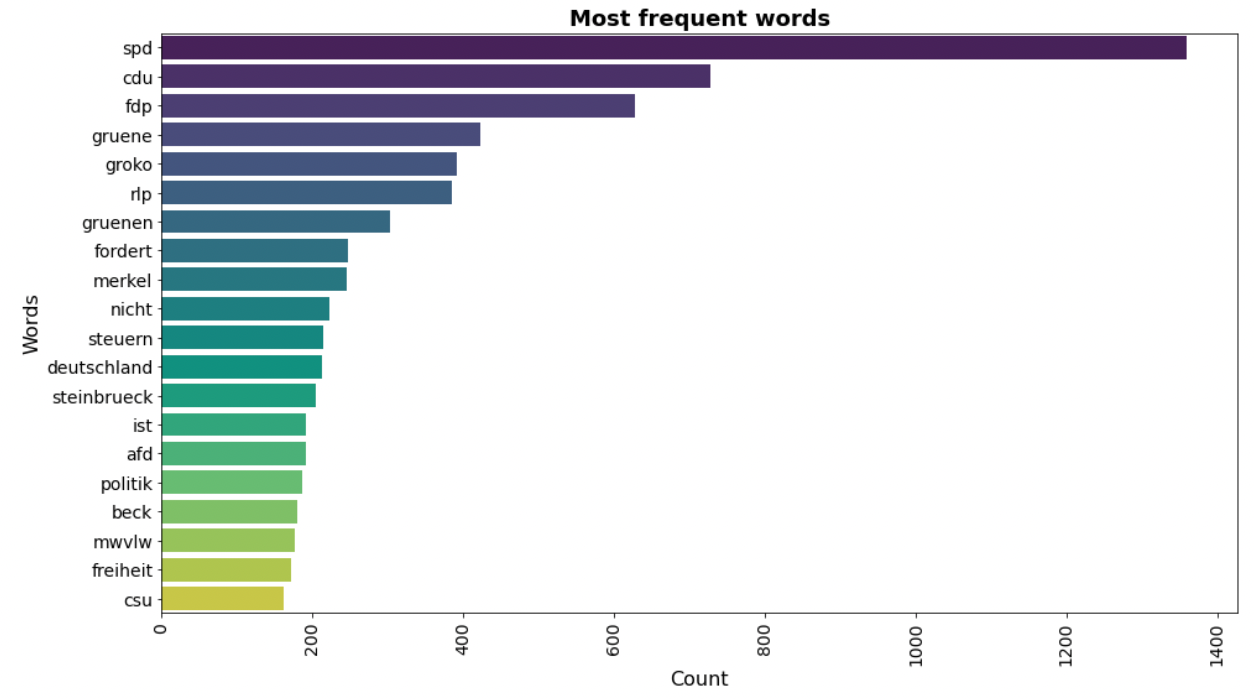 Most frequent words
spd
cdu
fdp
gruene
groko
rlp
gruenen
fordert
merkel
nicht
steuern
deutschland
steinbrueck
ist
afd
politik
beck
mwvlw
freiheit
csu
Words
0 200 400 600 800 1000 1200 1400
Count